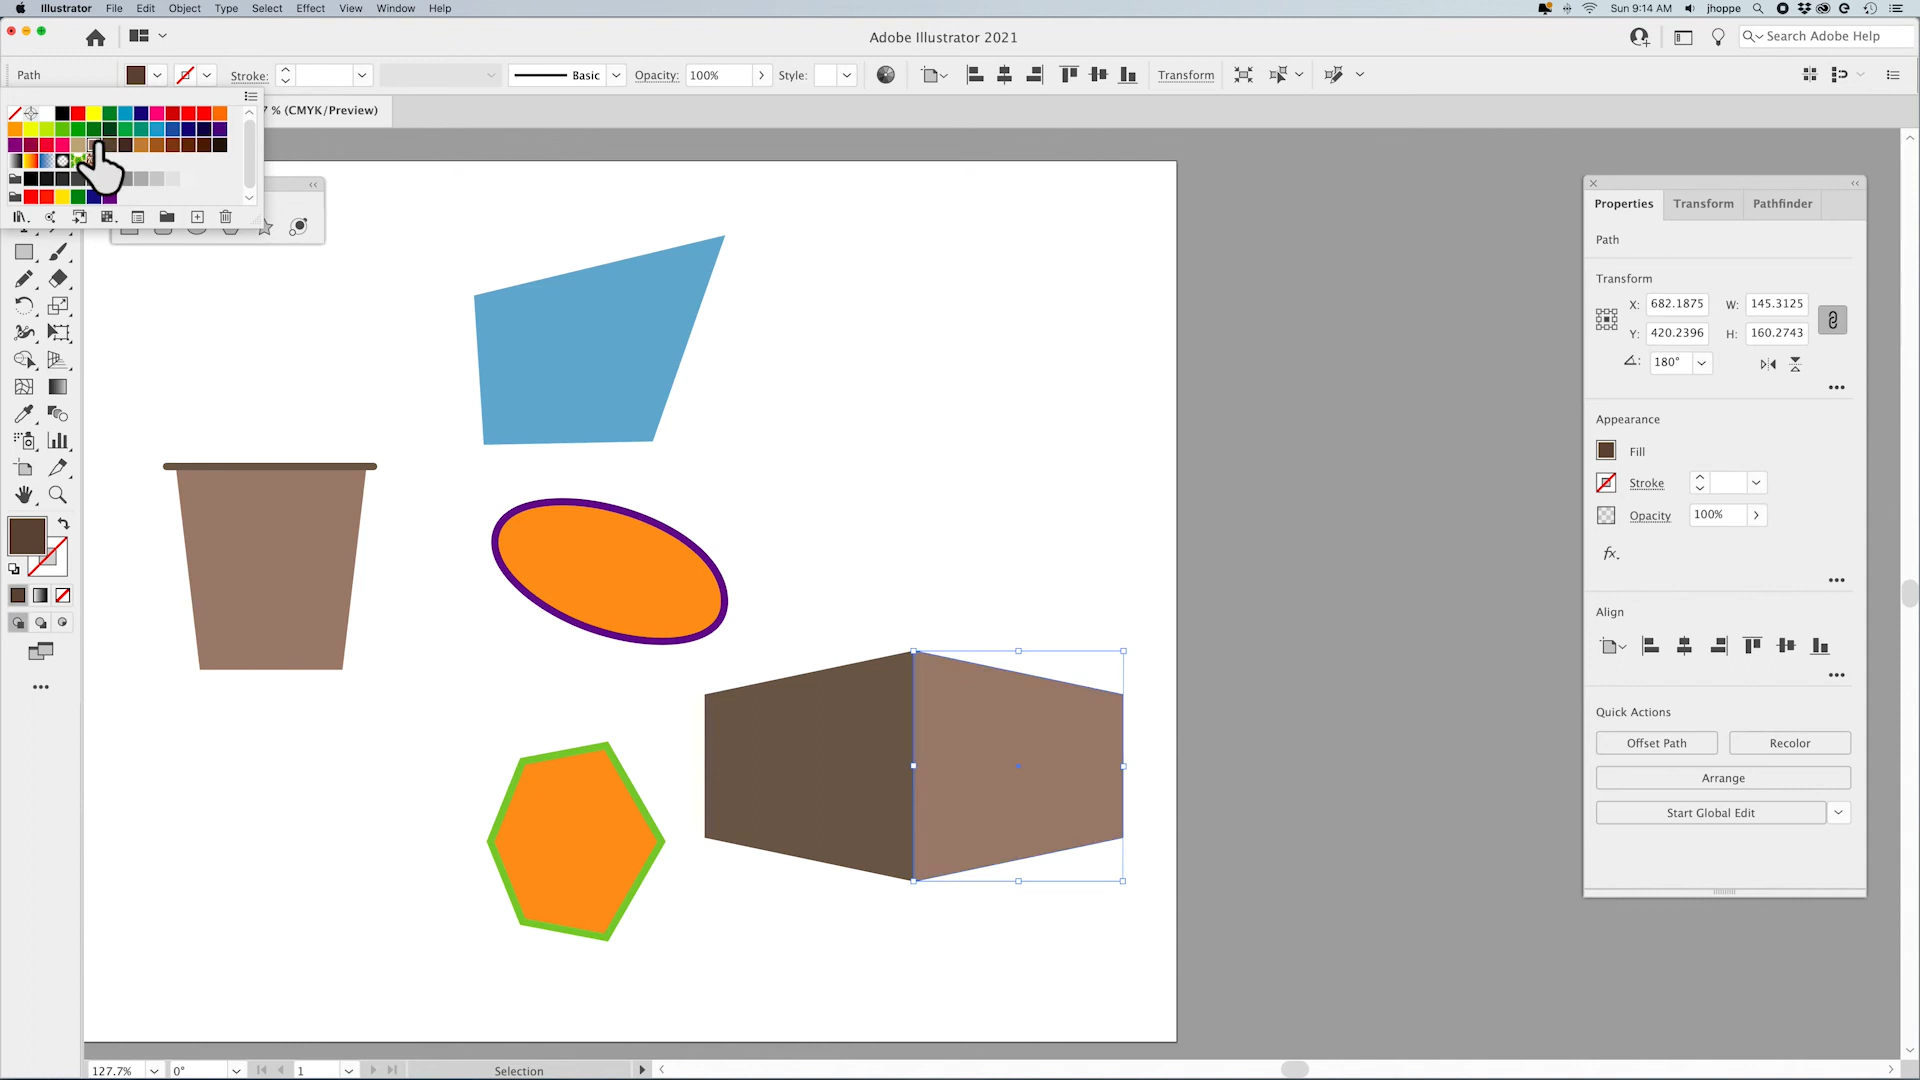 Illustrator File Edit Object Type Select Effect View Window Help
Sun 9:14 AM jhoppe
Adobe Illustrator 2021
Search Adobe Help
Path
Stroke:
Basic
Opacity: 100%
Style:
Transform
7 % (CMYK/Preview)
Properties Transform Pathfinder
Path
Transform
X: 682.1875 W: 145.3125
Y: 420.2396 H: 160.2743
180°
Appearance
Fill
Stroke
Opacity 100%
fx.
Align
Quick Actions
Offset Path Recolor
Arrange
Start Global Edit
127.7% 0° 1 Selection